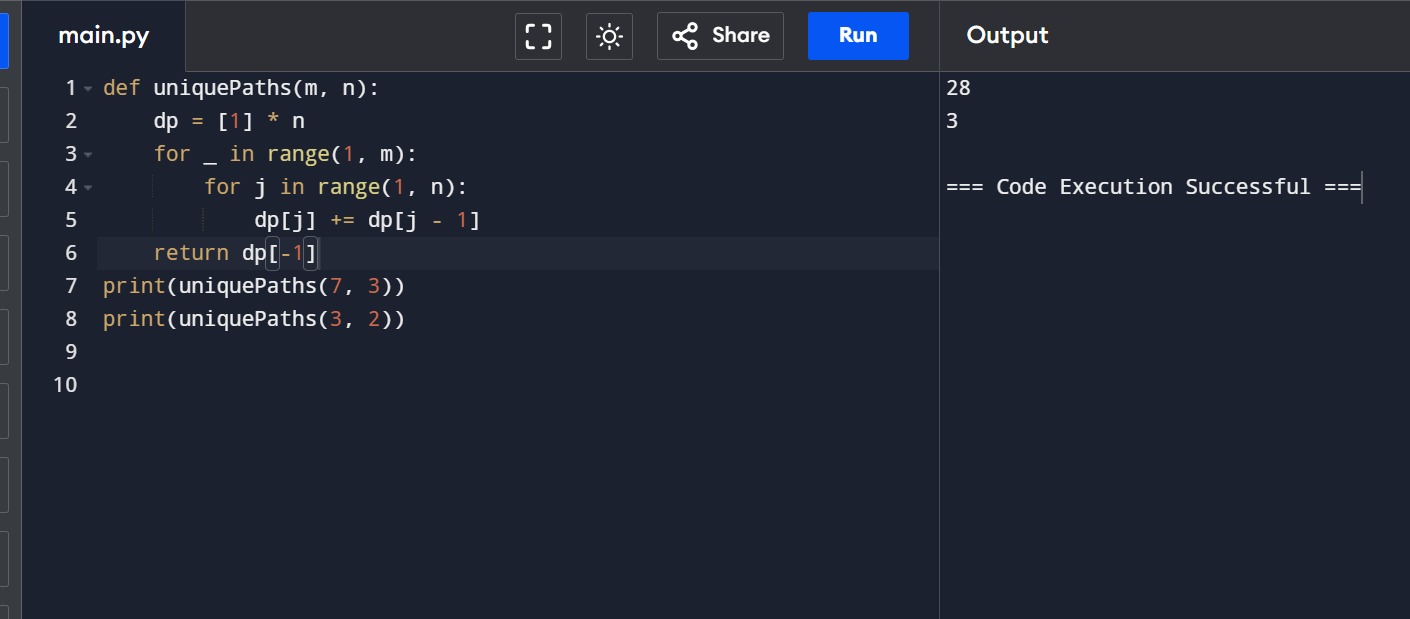 main.py
Share
Run
Output
1 def uniquePaths(m, n):
2     dp = [1] * n
3     for _ in range(1, m):
4         for j in range(1, n):
5             dp[j] += dp[j - 1]
6     return dp[-1]
7 print(uniquePaths(7, 3))
8 print(uniquePaths(3, 2))
9
10
28
3
=== Code Execution Successful ===